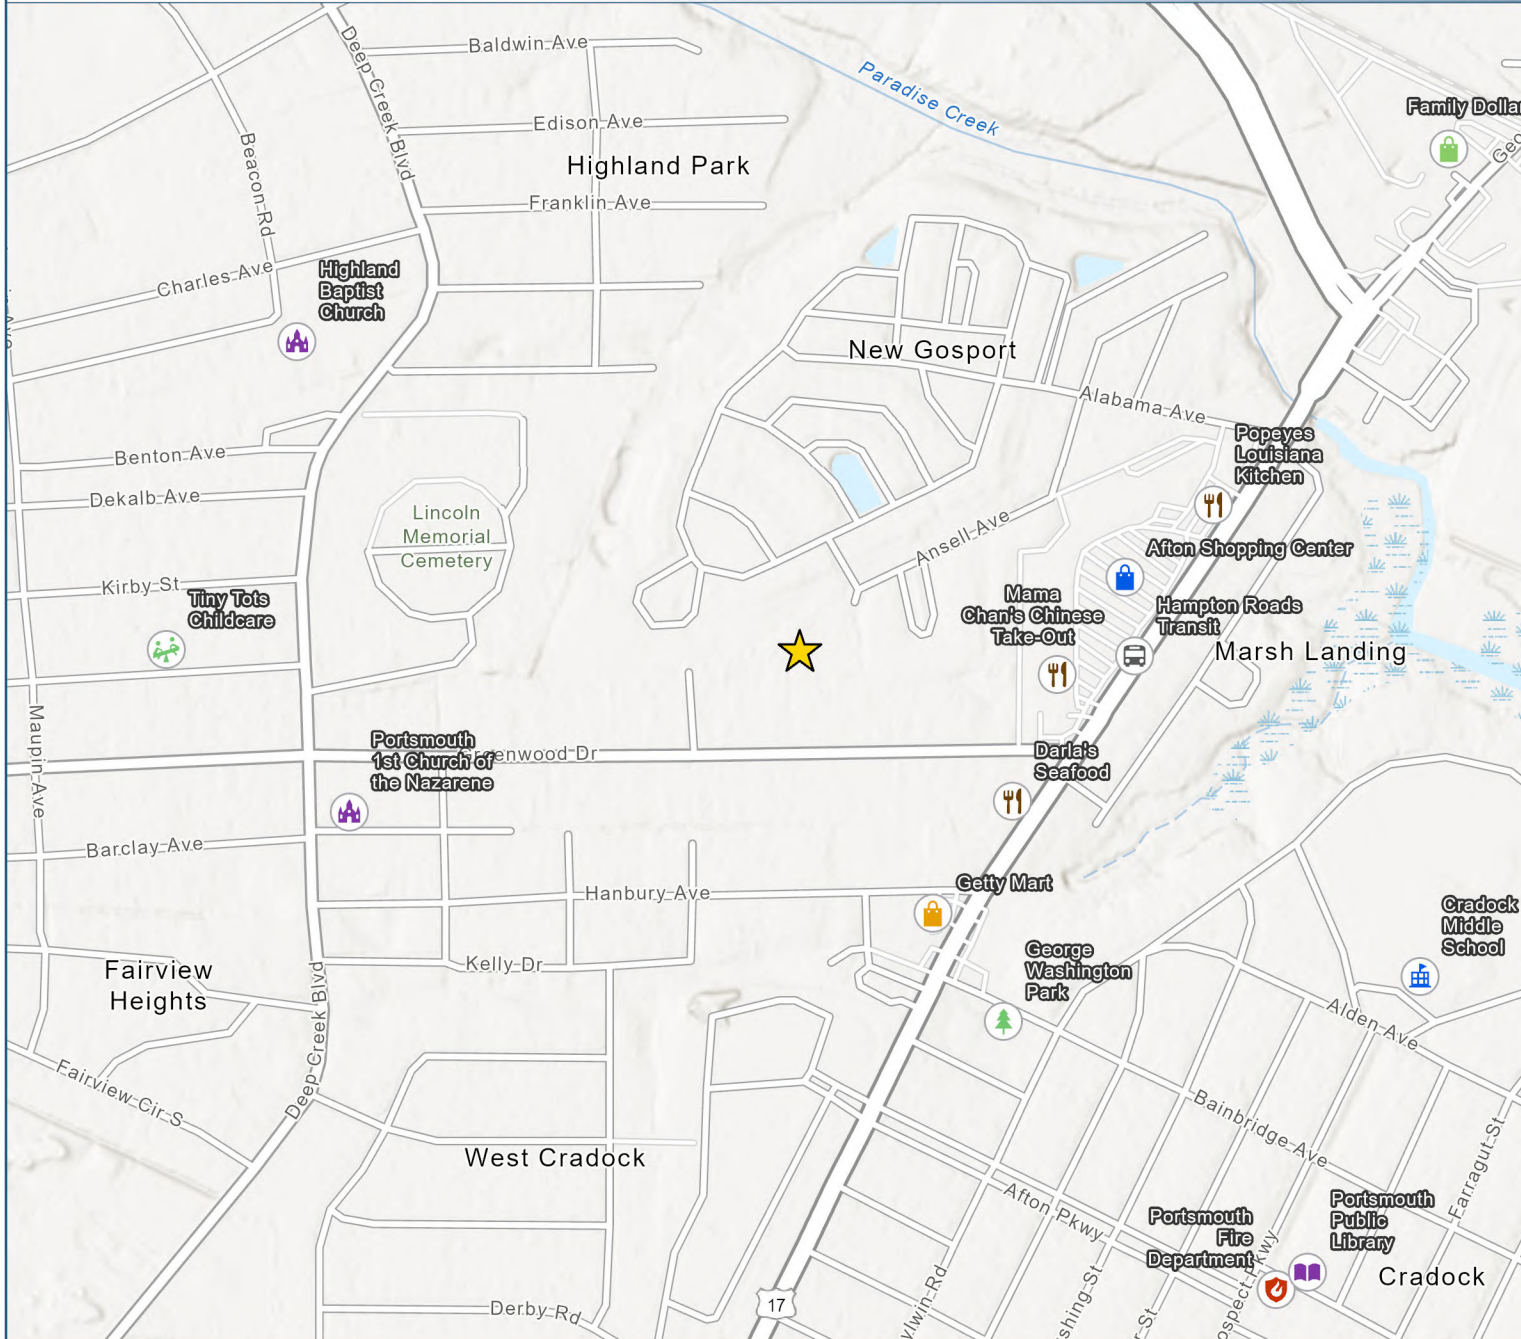 Baldwin Ave
Deep Creek Blvd
Paradise Creek
Family Dollar
Edison Ave
Beacon Rd
Highland Park
Franklin Ave
Charles Ave
Highland
Baptist
Church
New Gosport
Alabama Ave
Popeyes
Louisiana
Kitchen
Benton Ave
Dekalb Ave
Lincoln
Memorial
Cemetery
Ansell Ave
Afton Shopping Center
Kirby St
Tiny Tots
Childcare
Mama
Chan's Chinese
Take-Out
Hampton Roads
Transit
Marsh Landing
Maupin Ave
Portsmouth
1st Church of
the Nazarene
Greenwood Dr
Darla's
Seafood
Barclay Ave
Hanbury Ave
Getty Mart
Cradock
Middle
School
George
Washington
Park
Kelly Dr
Fairview
Heights
Deep Creek Blvd
Alden Ave
Fairview Cir S
Bainbridge Ave
West Cradock
Farragut St
Afton Pkwy
Portsmouth
Fire
Department
Portsmouth
Public
Library
Cradock
17
Derby Rd